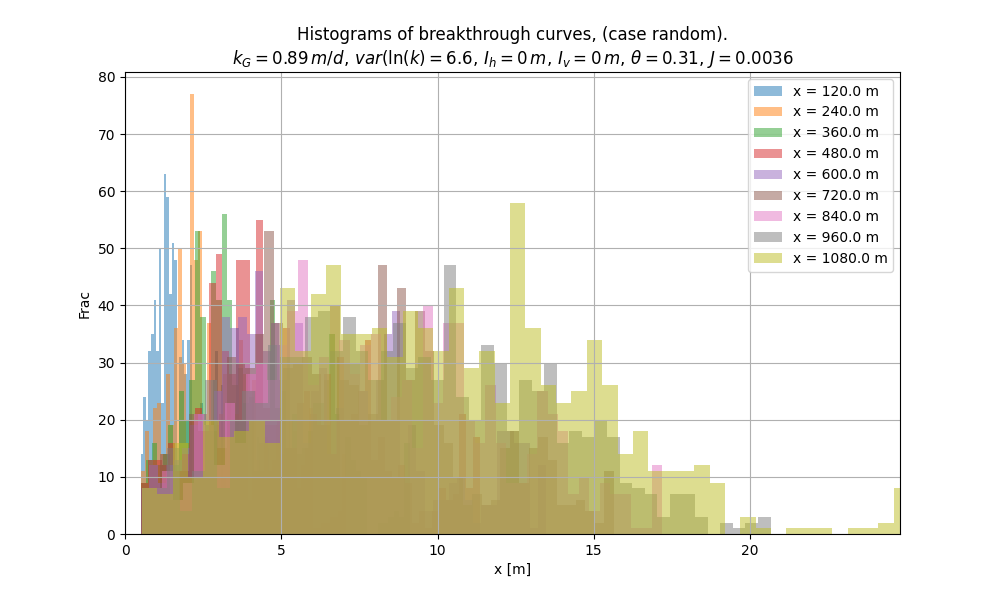 Histograms of breakthrough curves, (case random).
k_G = 0.89 m/d, var(ln(k) = 6.6, I_h = 0 m, I_v = 0 m, θ = 0.31, J = 0.0036
80
70
60
50
40
30
20
10
0
Frac
0 5 10 15 20
x [m]
x = 120.0 m
x = 240.0 m
x = 360.0 m
x = 480.0 m
x = 600.0 m
x = 720.0 m
x = 840.0 m
x = 960.0 m
x = 1080.0 m